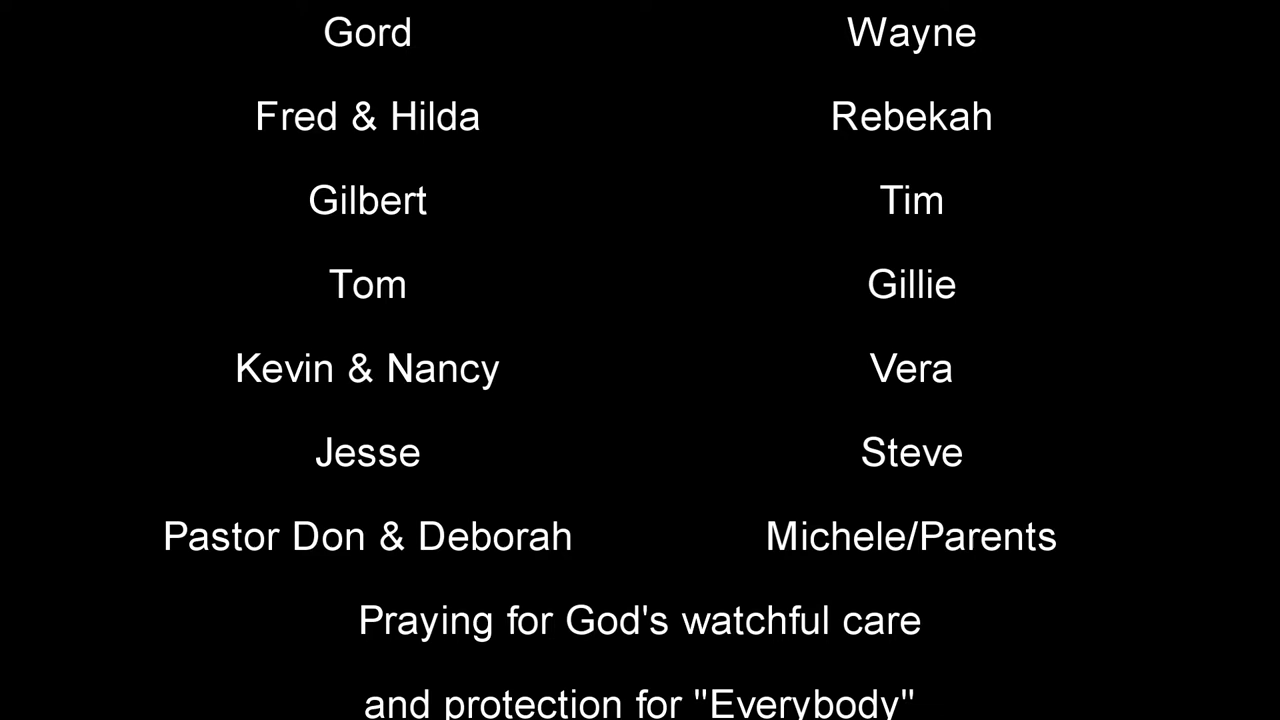 Gord Wayne
Fred & Hilda Rebekah
Gilbert Tim
Tom Gillie
Kevin & Nancy Vera
Jesse Steve
Pastor Don & Deborah Michele/Parents
Praying for God's watchful care
and protection for "Everybody"